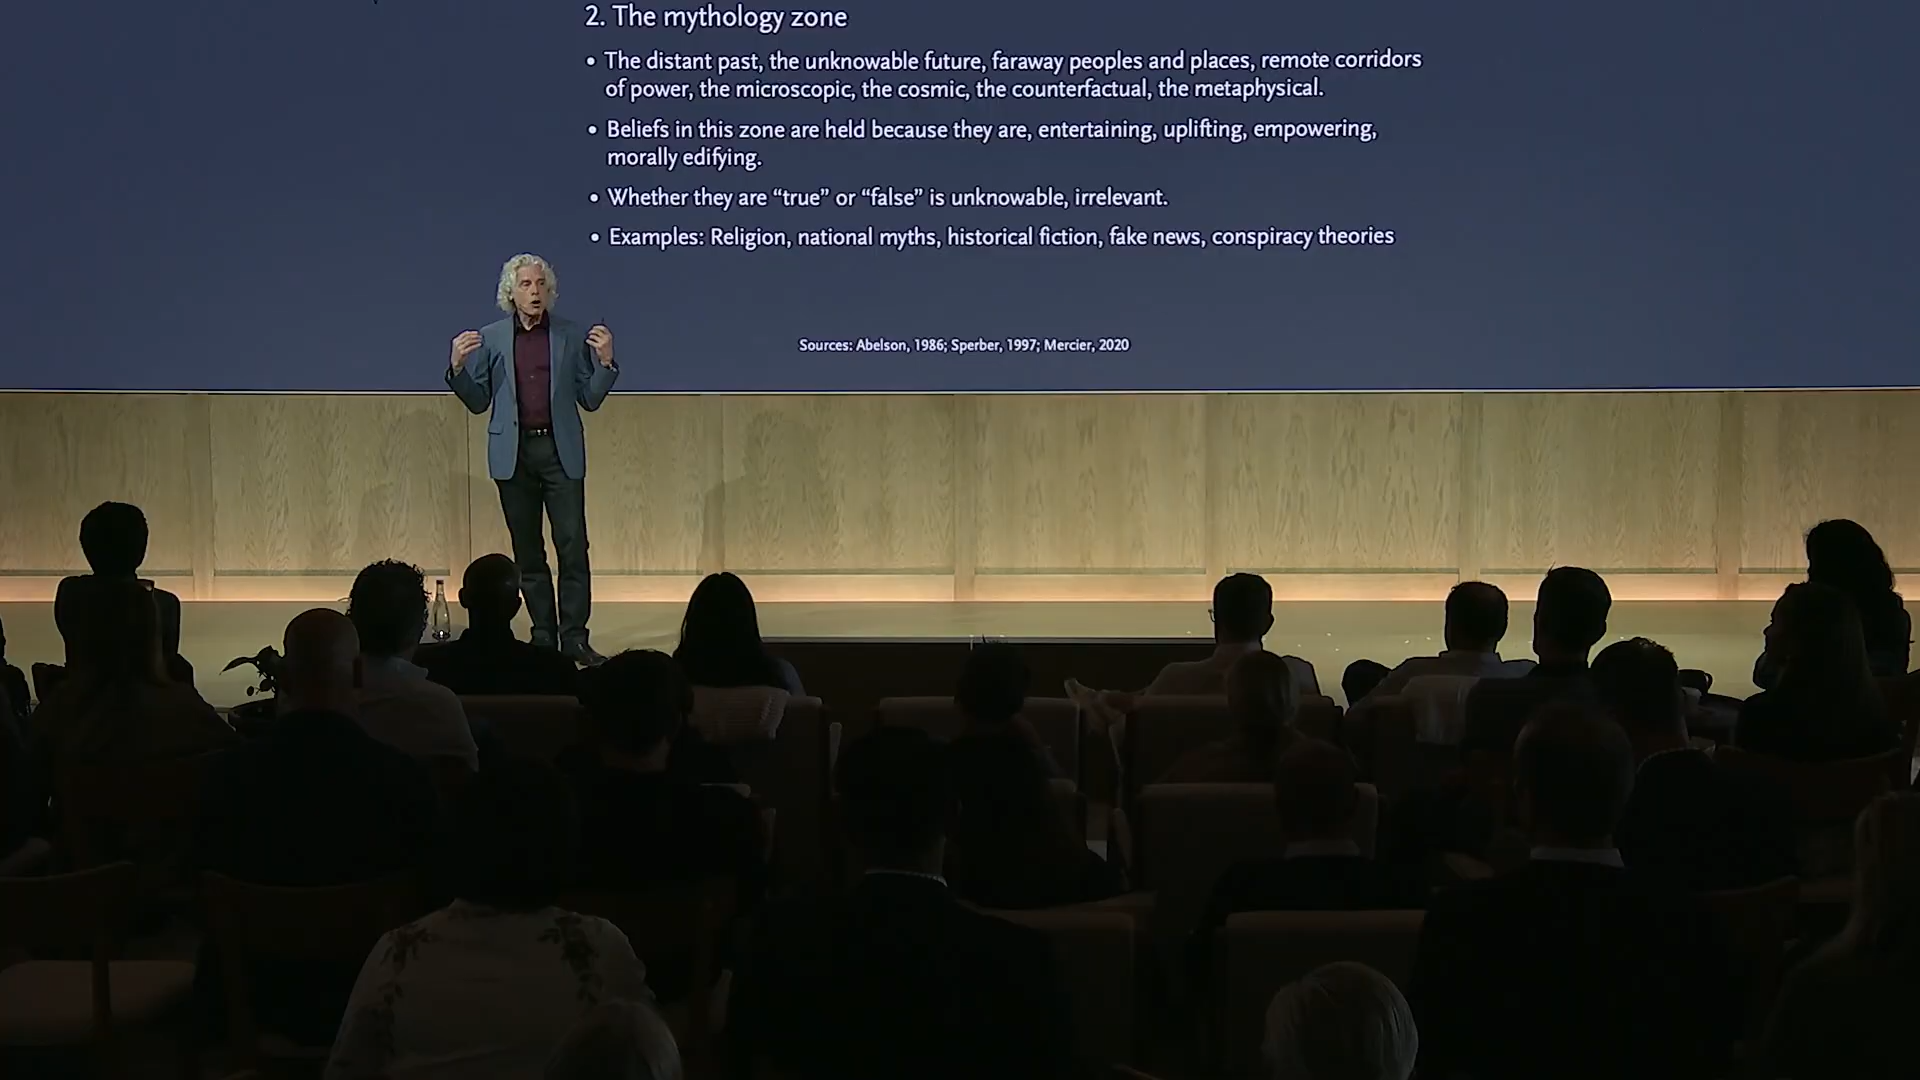 2. The mythology zone
• The distant past, the unknowable future, faraway peoples and places, remote corridors
of power, the microscopic, the cosmic, the counterfactual, the metaphysical.
• Beliefs in this zone are held because they are, entertaining, uplifting, empowering,
morally edifying.
• Whether they are “true” or “false” is unknowable, irrelevant.
• Examples: Religion, national myths, historical fiction, fake news, conspiracy theories
Sources: Abelson, 1986; Sperber, 1997; Mercier, 2020